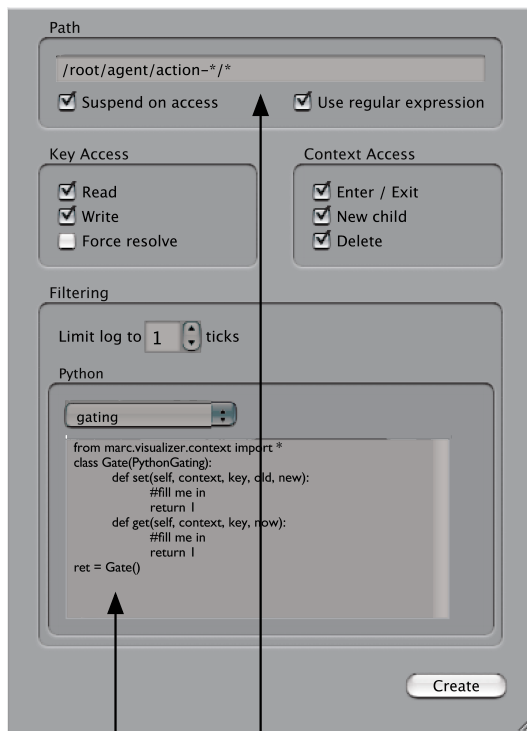 Path
/root/agent/action-*/*
Suspend on access
Use regular expression
Key Access
Context Access
Read
Enter / Exit
Write
New child
Force resolve
Delete
Filtering
Limit log to 1 ticks
Python
gating
from marc.visualizer.context import *
class Gate(PythonGating):
def set(self, context, key, old, new):
#fill me in
return 1
def get(self, context, key, now):
#fill me in
return 1
ret = Gate()
Create